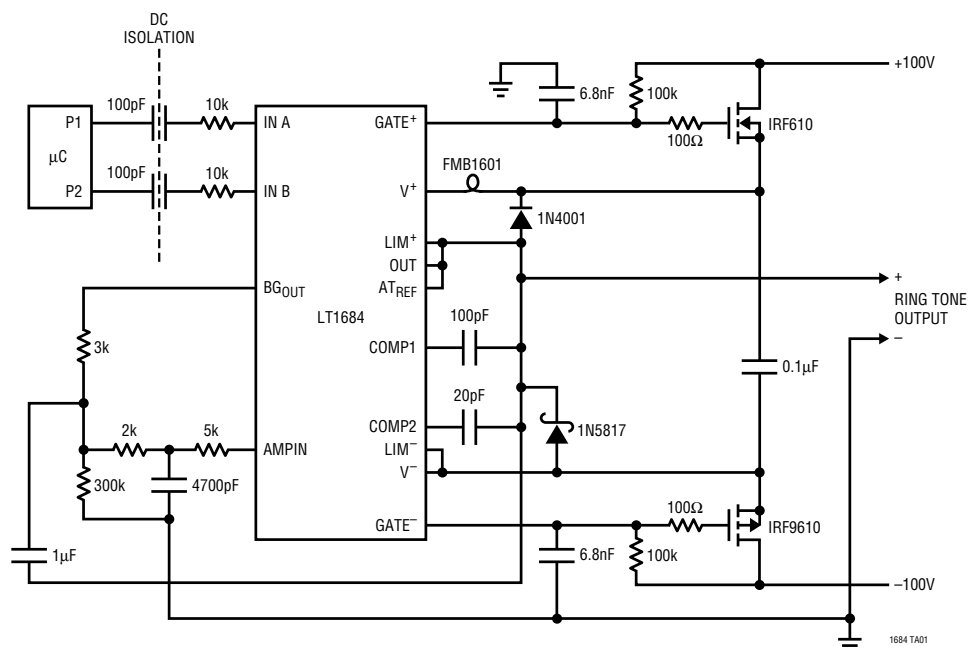 DC
ISOLATION
+100V
100pF
10k
6.8nF
100k
P1
IN A
GATE+
100Ω
IRF610
µC
100pF
10k
FMB1601
P2
IN B
V+
1N4001
LIM+
OUT
ATREF
+
RING TONE
OUTPUT
–
BGOUT
LT1684
100pF
3k
COMP1
0.1µF
20pF
1N5817
COMP2
2k
5k
AMPIN
LIM–
V–
300k
4700pF
100Ω
GATE–
IRF9610
1µF
6.8nF
100k
–100V
1684 TA01